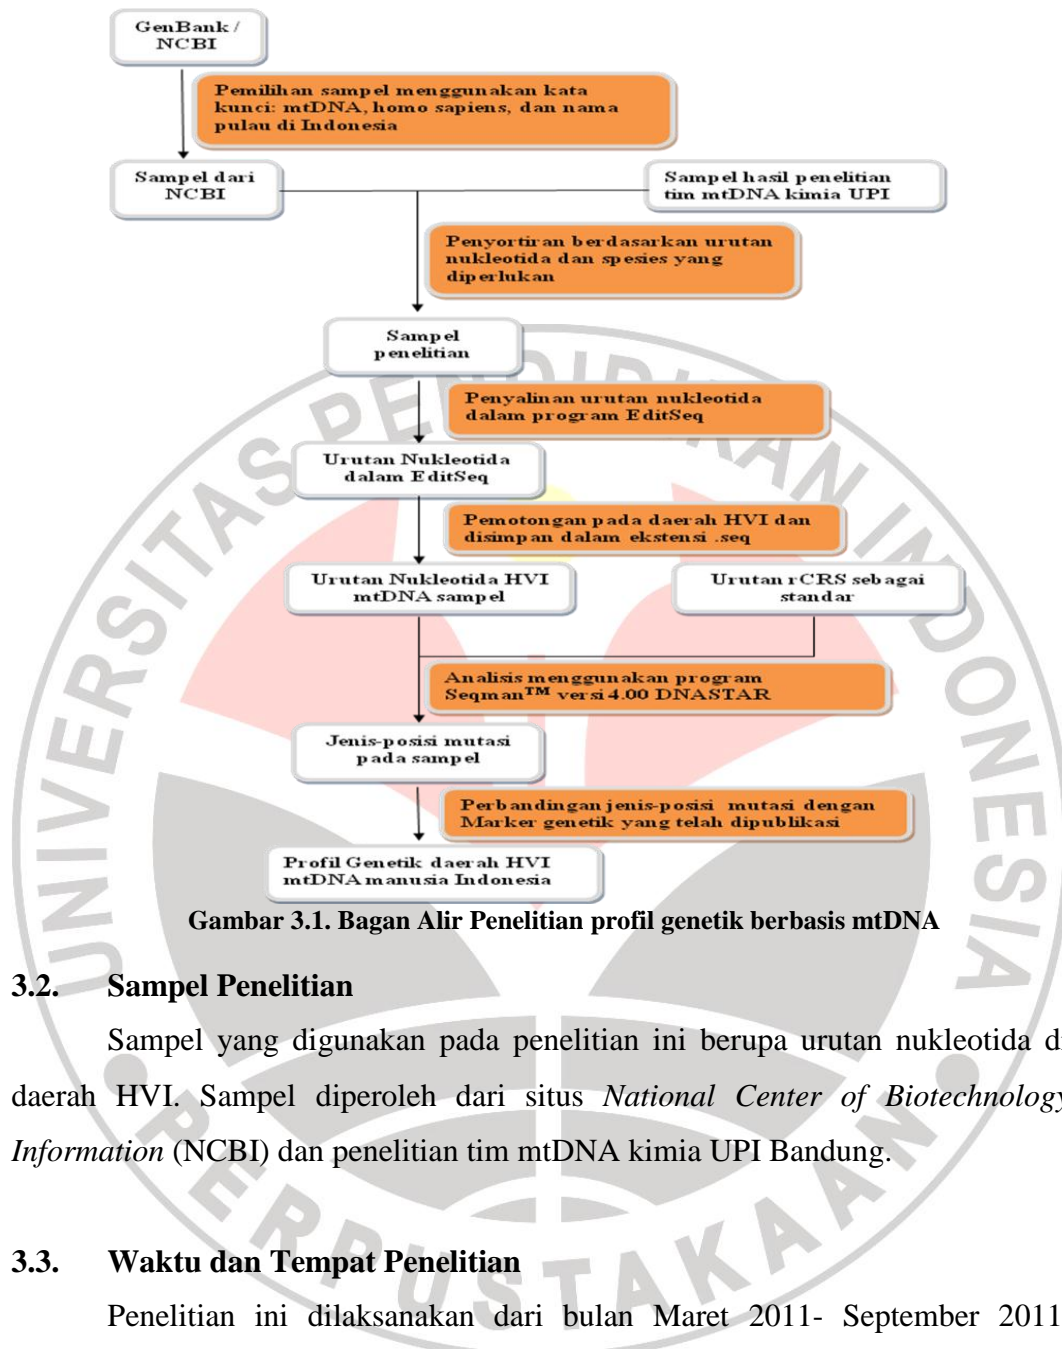 GenBank /
NCBI
Pemilihan sampel menggunakan kata
kunci: mtDNA, homo sapiens, dan nama
pulau di Indonesia
Sampel dari
NCBI
Sampel hasil penelitian
tim mtDNA kimia UPI
Penyortiran berdasarkan urutan
nukleotida dan spesies yang
diperlukan
Sampel
penelitian
Penyalinan urutan nukleotida
dalam program EditSeq
Urutan Nukleotida
dalam EditSeq
Pemotongan pada daerah HVI dan
disimpan dalam ekstensi .seq
Urutan Nukleotida HVI
mtDNA sampel
Urutan rCRS sebagai
standar
Analisis menggunakan program
Seqman™ versi 4.00 DNASTAR
Jenis-posisi mutasi
pada sampel
Perbandingan jenis-posisi mutasi dengan
Marker genetik yang telah dipublikasi
Profil Genetik daerah HVI
mtDNA manusia Indonesia
Gambar 3.1. Bagan Alir Penelitian profil genetik berbasis mtDNA
3.2. Sampel Penelitian
Sampel yang digunakan pada penelitian ini berupa urutan nukleotida di
daerah HVI. Sampel diperoleh dari situs National Center of Biotechnology
Information (NCBI) dan penelitian tim mtDNA kimia UPI Bandung.
3.3. Waktu dan Tempat Penelitian
Penelitian ini dilaksanakan dari bulan Maret 2011- September 2011
UNIVERSITAS PENDIDIKAN INDONESIA
PERPUSTAKAAN